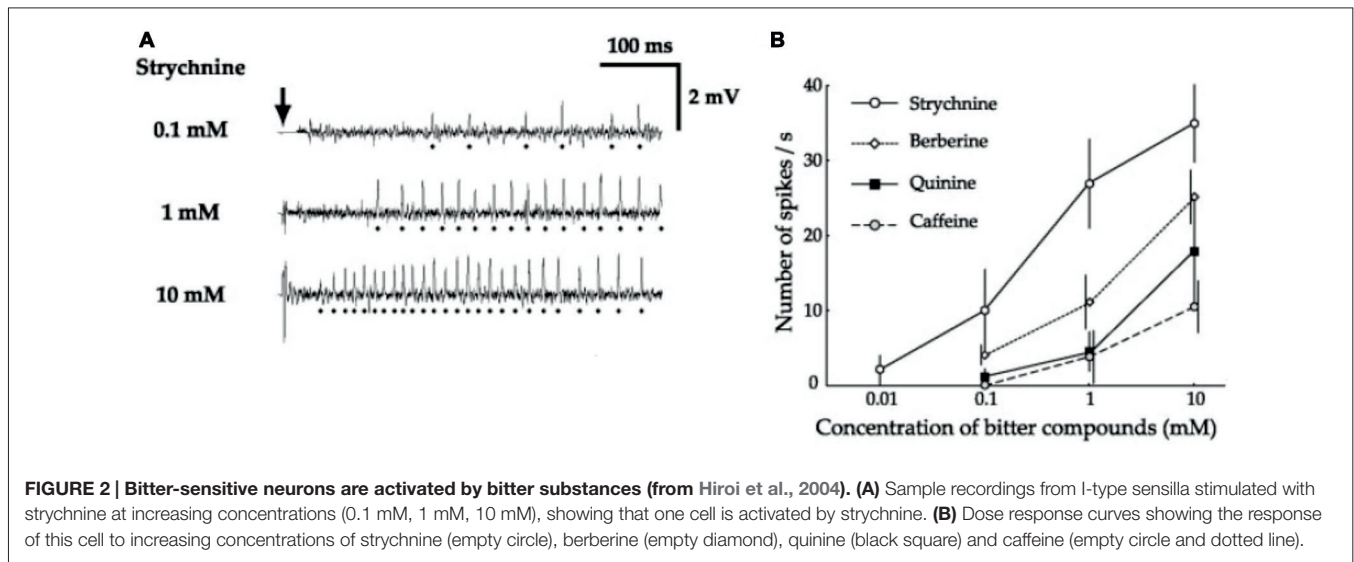 A
Strychnine
100 ms
2 mV
0.1 mM
1 mM
10 mM
B
40
30
20
10
0
Number of spikes / s
Strychnine
Berberine
Quinine
Caffeine
0.01
0.1
1
10
Concentration of bitter compounds (mM)
FIGURE 2 | Bitter-sensitive neurons are activated by bitter substances (from Hiroi et al., 2004). (A) Sample recordings from I-type sensilla stimulated with
strychnine at increasing concentrations (0.1 mM, 1 mM, 10 mM), showing that one cell is activated by strychnine. (B) Dose response curves showing the response
of this cell to increasing concentrations of strychnine (empty circle), berberine (empty diamond), quinine (black square) and caffeine (empty circle and dotted line).